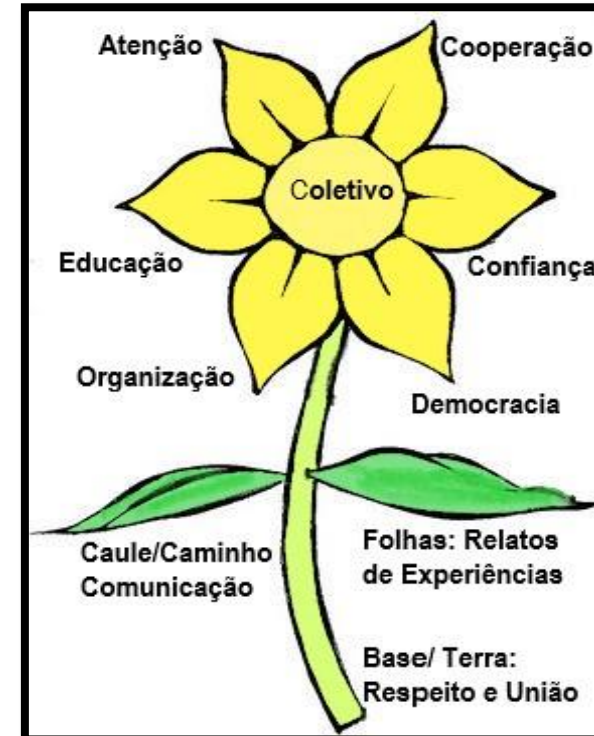 Atenção
Cooperação
Coletivo
Educação
Confiança
Organização
Democracia
Caule/Caminho
Comunicação
Folhas: Relatos
de Experiências
Base/ Terra:
Respeito e União